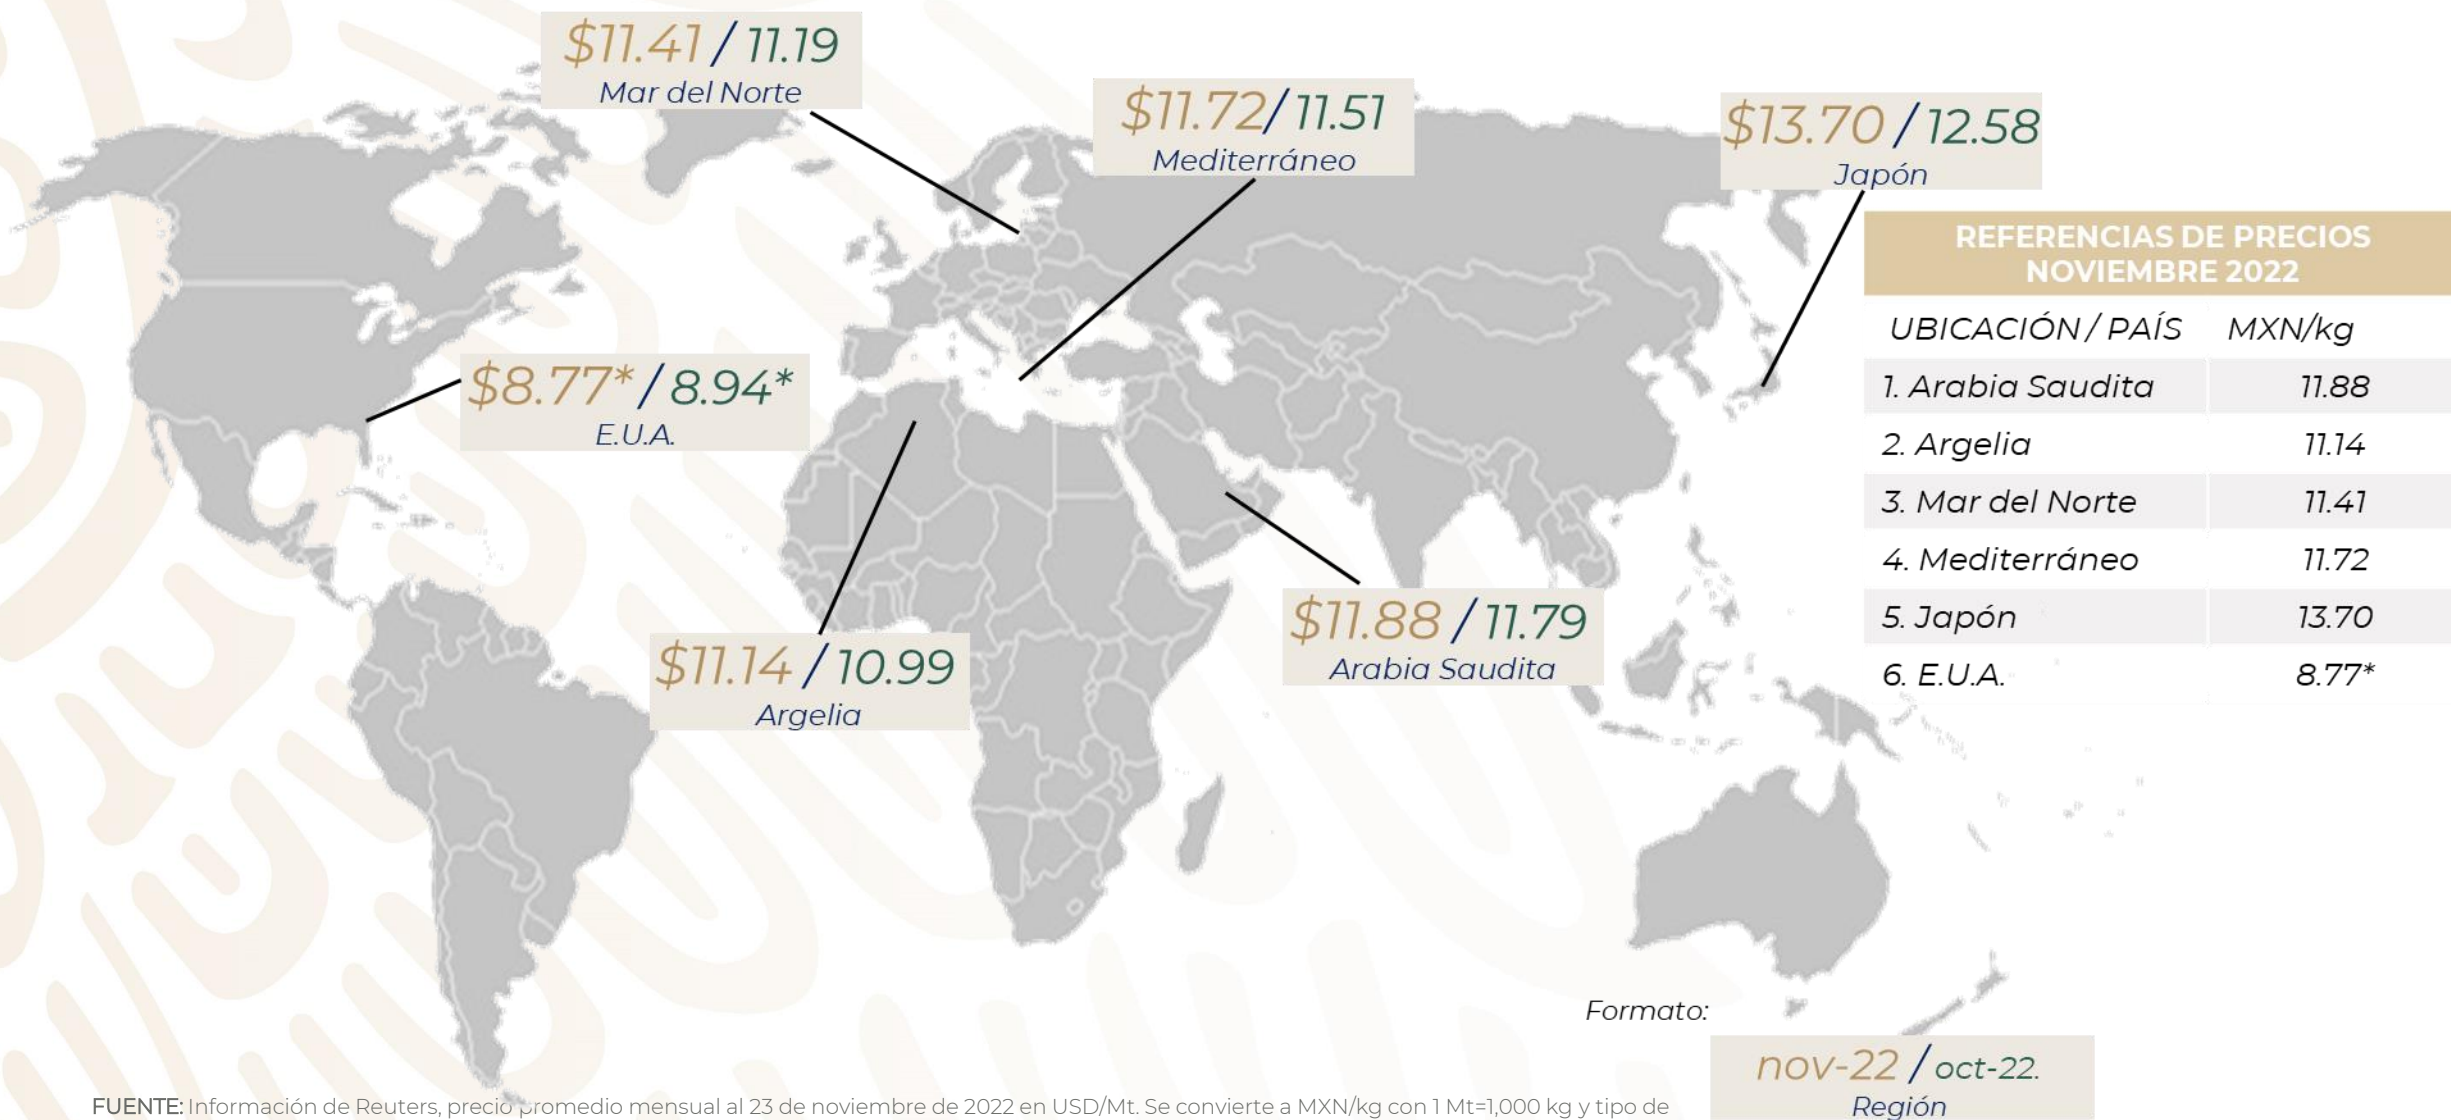 $11.41 / 11.19
Mar del Norte
$11.72/ 11.51
Mediterráneo
$13.70 / 12.58
Japón
REFERENCIAS DE PRECIOS
NOVIEMBRE 2022
UBICACIÓN / PAÍS MXN/kg
1. Arabia Saudita 11.88
2. Argelia 11.14
3. Mar del Norte 11.41
4. Mediterráneo 11.72
5. Japón 13.70
6. E.U.A. 8.77*
$8.77* / 8.94*
E.U.A.
$11.88 / 11.79
Arabia Saudita
$11.14 / 10.99
Argelia
Formato:
nov-22 / oct-22.
Región
FUENTE: Información de Reuters, precio promedio mensual al 23 de noviembre de 2022 en USD/Mt. Se convierte a MXN/kg con 1 Mt=1,000 kg y tipo de